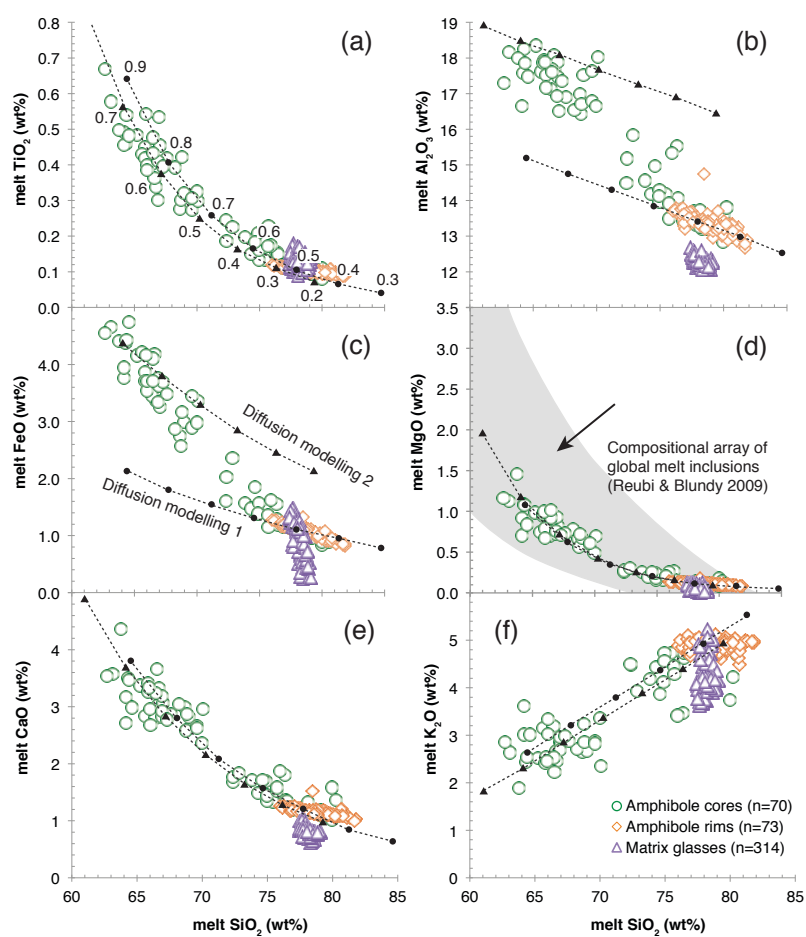 (a)
melt TiO2 (wt%)
0.8
0.7
0.6
0.5
0.4
0.3
0.2
0.1
0.0
0.9
0.8
0.7
0.7
0.6
0.6
0.5
0.5
0.4
0.4
0.3
0.3
0.2
(b)
melt Al2O3 (wt%)
19
18
17
16
15
14
13
12
(c)
melt FeO (wt%)
4.0
3.0
2.0
1.0
0.0
Diffusion modelling 2
Diffusion modelling 1
(d)
melt MgO (wt%)
3.5
3.0
2.5
2.0
1.5
1.0
0.5
0.0
Compositional array of
global melt inclusions
(Reubi & Blundy 2009)
(e)
melt CaO (wt%)
4
3
2
1
0
60 65 70 75 80 85
melt SiO2 (wt%)
(f)
melt K2O (wt%)
6
5
4
3
2
1
0
Amphibole cores (n=70)
Amphibole rims (n=73)
Matrix glasses (n=314)
60 65 70 75 80 85
melt SiO2 (wt%)